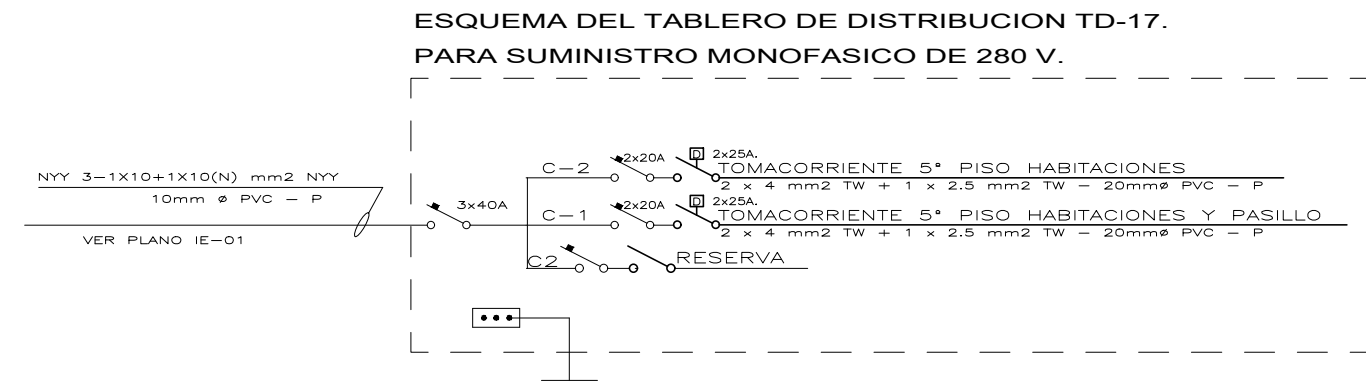 ESQUEMA DEL TABLERO DE DISTRIBUCION TD-17.
PARA SUMINISTRO MONOFASICO DE 280 V.
NYY 3-1X10+1X10(N) mm2 NYY
10mm ø PVC - P
VER PLANO IE-01
3x40A
C-2
2x20A
D
2x25A.
TOMACORRIENTE 5° PISO HABITACIONES
2 x 4 mm2 TW + 1 x 2.5 mm2 TW - 20mmø PVC - P
C-1
2x20A
D
2x25A.
TOMACORRIENTE 5° PISO HABITACIONES Y PASILLO
2 x 4 mm2 TW + 1 x 2.5 mm2 TW - 20mmø PVC - P
C2
RESERVA